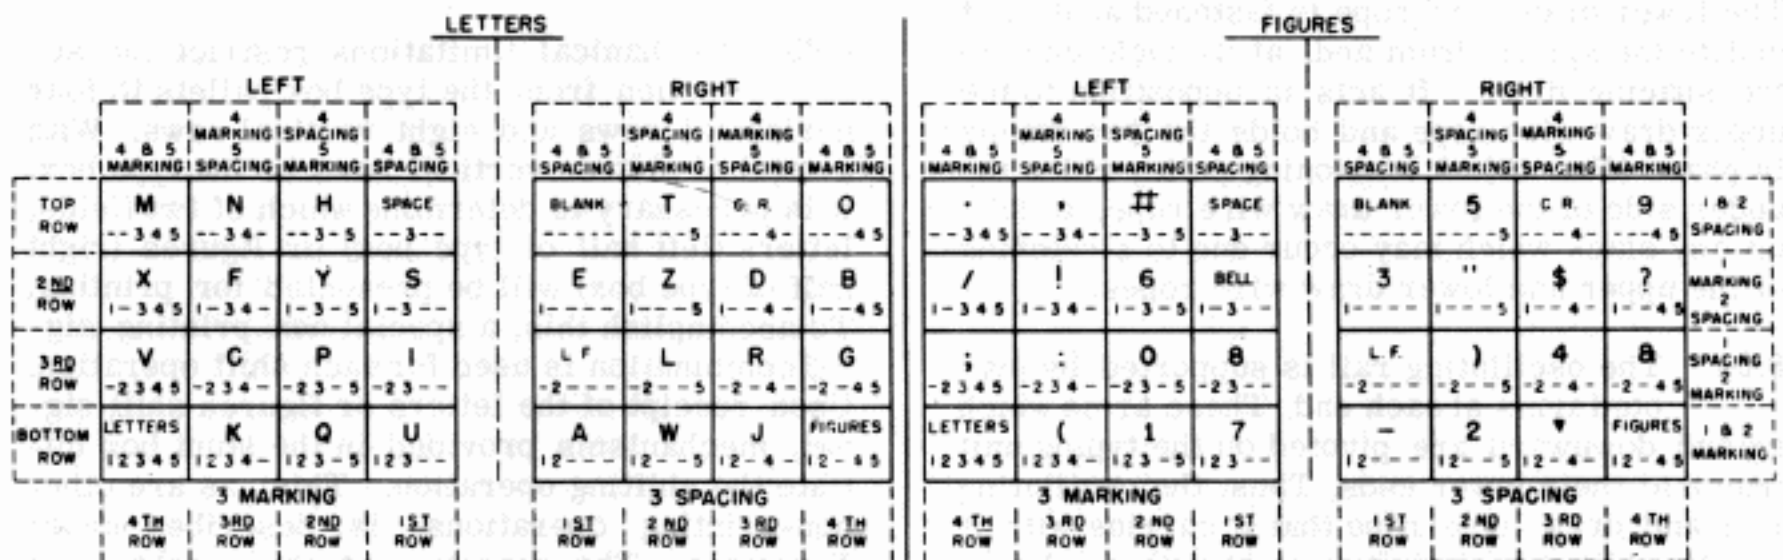 LETTERS FIGURES
LEFT RIGHT LEFT RIGHT
4 4 4 4 4 4 4 4
MARKING SPACING SPACING MARKING MARKING SPACING SPACING MARKING
4 & 5 5 5 4 & 5 4 & 5 5 5 4 & 5 4 & 5 5 5 4 & 5 4 & 5 5 5 4 & 5
MARKING SPACING MARKING SPACING SPACING MARKING SPACING MARKING MARKING SPACING MARKING SPACING SPACING MARKING SPACING MARKING
TOP ROW M N H SPACE BLANK T C.R. O . , # SPACE BLANK 5 C R. 9 1 & 2 SPACING
--345 --34- --3-5 --3-- ----- ----5 ---4- ---45 --345 --34- --3-5 --3-- ----- ----5 ---4- ---45
2ND ROW X F Y S E Z D B / ! 6 BELL 3 " $ ? 1 MARKING 2 SPACING
1-345 1-34- 1-3-5 1-3-- 1---- 1---5 1--4- 1--45 1-345 1-34- 1-3-5 1-3-- 1---- 1---5 1--4- 1--45
3RD ROW V C P I L F. L R G ; : 0 8 L.F. ) 4 & 1 SPACING 2 MARKING
-2345 -234- -23-5 -23-- -2--- -2--5 -2-4- -2-45 -2345 -234- -23-5 -23-- -2--- -2--5 -2-4- -2-45
BOTTOM ROW LETTERS K Q U A W J FIGURES LETTERS ( 1 7 - 2 FIGURES 1 & 2 MARKING
12345 1234- 123-5 123-- 12--- 12--5 12-4- 12-45 12345 1234- 123-5 123-- 12--- 12--5 12-4- 12-45
3 MARKING 3 SPACING 3 MARKING 3 SPACING
4TH 3RD 2ND 1ST 1ST 2ND 3RD 4TH 4TH 3RD 2ND 1ST 1ST 2ND 3RD 4TH
ROW ROW ROW ROW ROW ROW ROW ROW ROW ROW ROW ROW ROW ROW ROW ROW